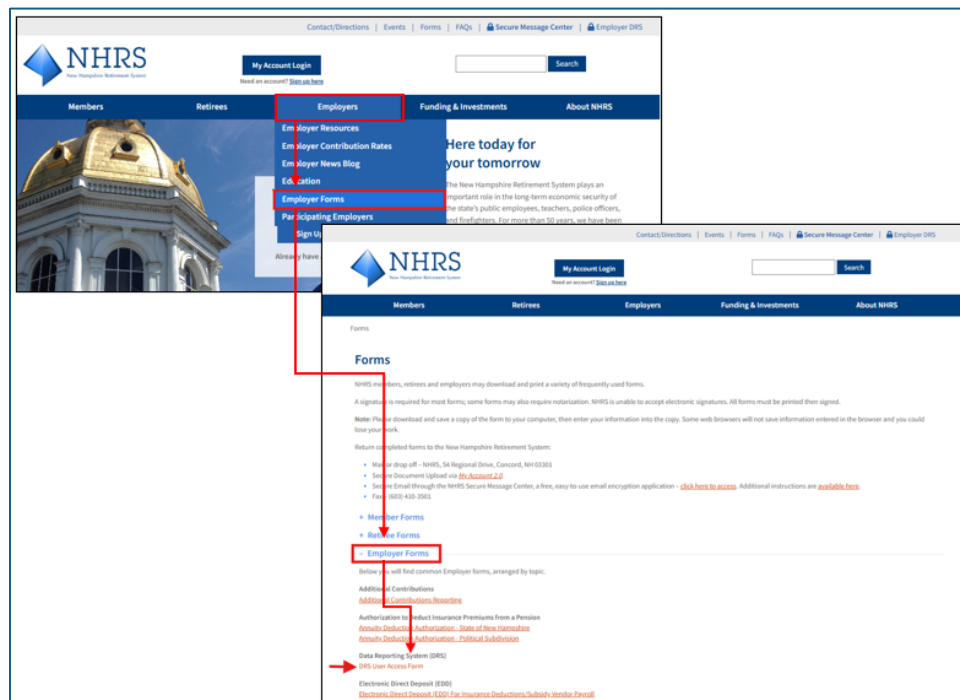 Contact/Directions | Events | Forms | FAQs | Secure Message Center | Employer DRS
NHRS
New Hampshire Retirement System
My Account Login
Search
Need an account? Sign up here
Members Retirees Employers Funding & Investments About NHRS
Employer Resources
Employer Contribution Rates
Employer News Blog
Education
Employer Forms
Participating Employers
Sign Up
Already have
Here today for
your tomorrow
The New Hampshire Retirement System plays an
important role in the long-term economic security of
the state's public employees, teachers, police officers,
and firefighters. For more than 50 years, we have been
Contact/Directions | Events | Forms | FAQs | Secure Message Center | Employer DRS
NHRS
New Hampshire Retirement System
My Account Login
Search
Need an account? Sign up here
Members Retirees Employers Funding & Investments About NHRS
Forms
Forms
NHRS members, retirees and employers may download and print a variety of frequently used forms.
A signature is required for most forms; some forms may also require notarization. NHRS is unable to accept electronic signatures. All forms must be printed then signed.
Note: Please download and save a copy of the form to your computer, then enter your information into the copy. Some web browsers will not save information entered in the browser and you could
lose your work.
Return completed forms to the New Hampshire Retirement System:
• Mail or drop off – NHRS, 54 Regional Drive, Concord, NH 03301
• Secure Document Upload via My Account 2.0
• Secure Email through the NHRS Secure Message Center, a free, easy-to-use email encryption application – click here to access. Additional instructions are available here.
• Fax – (603) 410-3501
+ Member Forms
+ Retiree Forms
– Employer Forms
Below you will find common Employer forms, arranged by topic.
Additional Contributions
Additional Contributions Reporting
Authorization to Deduct Insurance Premiums from a Pension
Annuity Deduction Authorization - State of New Hampshire
Annuity Deduction Authorization - Political Subdivision
Data Reporting System (DRS)
DRS User Access Form
Electronic Direct Deposit (EDD)
Electronic Direct Deposit (EDD) For Insurance Deductions/Subsidy Vendor Payroll